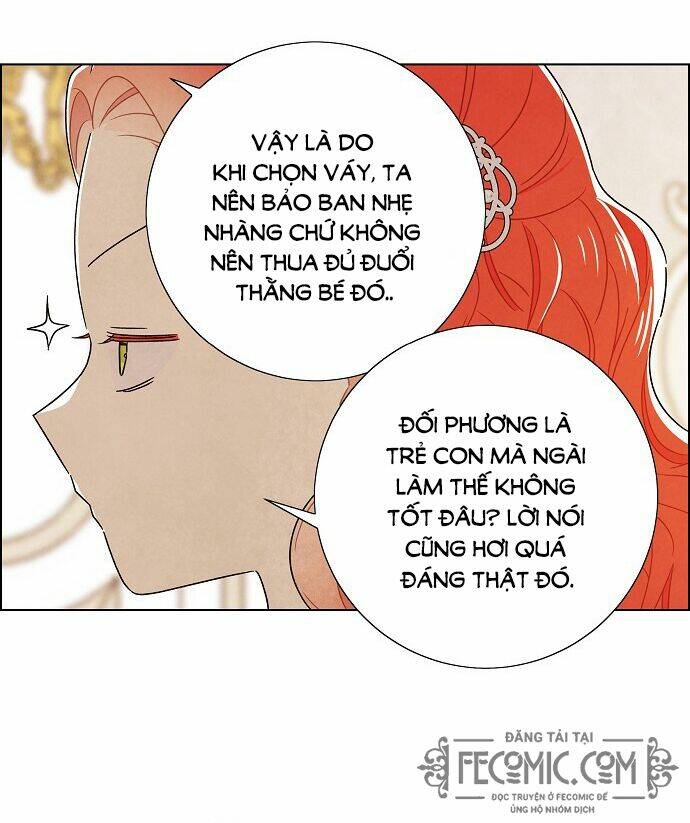 VẬY LÀ DO
KHI CHỌN VÁY, TA
NÊN BẢO BAN NHẸ
NHÀNG CHỨ KHÔNG
NÊN THUA ĐỦ ĐUỔI
THẰNG BÉ ĐÓ..
ĐỐI PHƯƠNG LÀ
TRẺ CON MÀ NGÀI
LÀM THẾ KHÔNG
TỐT ĐÂU? LỜI NÓI
CŨNG HƠI QUÁ
ĐÁNG THẬT ĐÓ.
ĐĂNG TẢI TẠI
FECOMIC.COM
ĐỌC TRUYỆN Ở FECOMIC ĐỂ
ỦNG HỘ NHÓM DỊCH